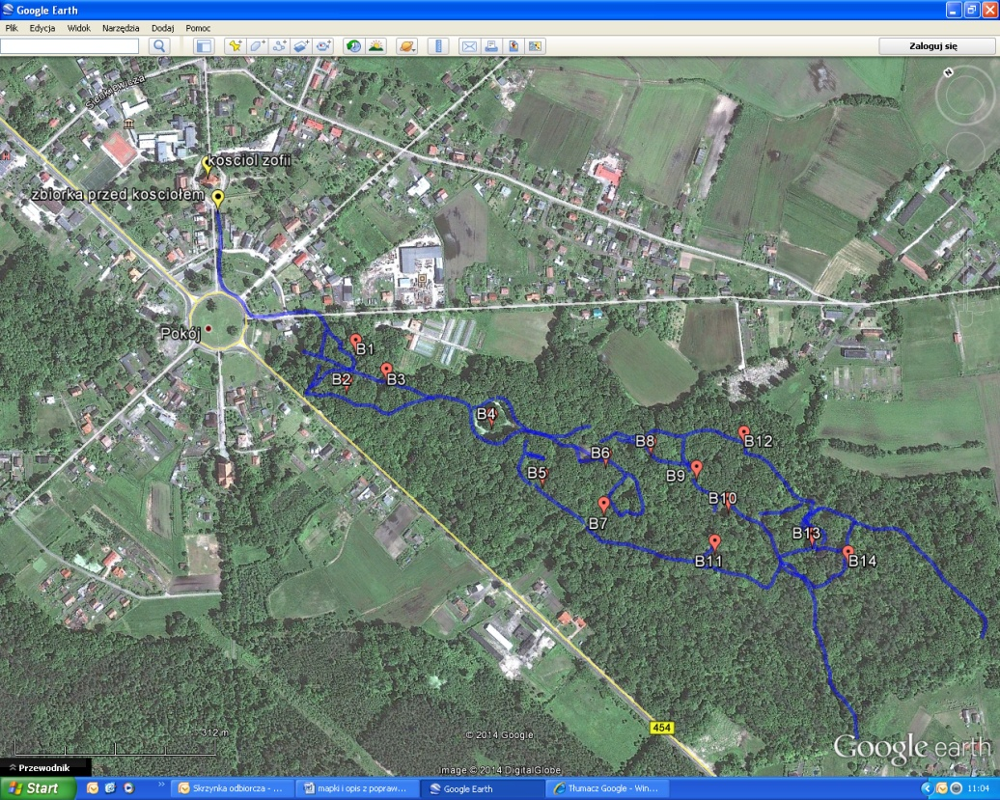 Google Earth
Plik Edycja Widok Narzędzia Dodaj Pomoc
Zaloguj się
Sienkiewicza
N
kosciol zofii
zbiorka przed kosciołem
Pokój
B1
B2
B3
B4
B5
B6
B7
B8
B9
B10
B11
B12
B13
B14
454
312 m
© 2014 Google
Image © 2014 DigitalGlobe
Google earth
Przewodnik
Start
Skrzynka odbiorcza - ...
mapki i opis z popraw...
Google Earth
Tłumacz Google - Win...
11:04